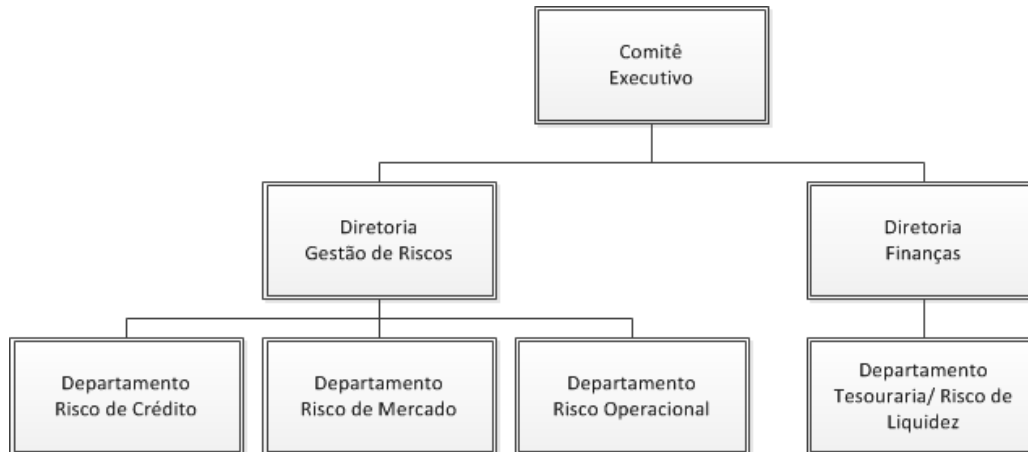 Comitê
Executivo
Diretoria
Gestão de Riscos
Diretoria
Finanças
Departamento
Risco de Crédito
Departamento
Risco de Mercado
Departamento
Risco Operacional
Departamento
Tesouraria/ Risco de
Liquidez